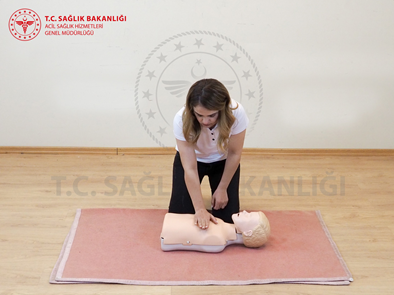 T.C. SAĞLIK BAKANLIĞI
ACİL SAĞLIK HİZMETLERİ
GENEL MÜDÜRLÜĞÜ
T.C. SAĞLIK BAKANLIĞI